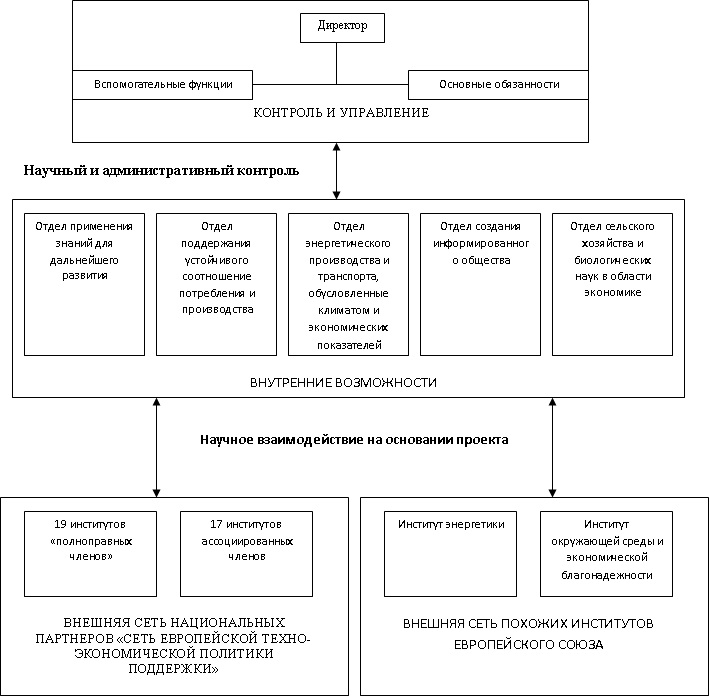 Директор
Вспомогательные функции
Основные обязанности
КОНТРОЛЬ И УПРАВЛЕНИЕ
Научный и административный контроль
Отдел применения
знаний для
дальнейшего
развития
Отдел
поддержания
устойчивого
соотношение
потребления и
производства
Отдел
энергетического
производства и
транспорта,
обусловленные
климатом и
экономических
показателей
Отдел создания
информированног
о общества
Отдел сельского
хозяйства и
биологических
наук в области
экономике
ВНУТРЕННИЕ ВОЗМОЖНОСТИ
Научное взаимодействие на основании проекта
19 институтов
«полноправных
членов»
17 институтов
ассоциированных
членов
ВНЕШНЯЯ СЕТЬ НАЦИОНАЛЬНЫХ
ПАРТНЕРОВ «СЕТЬ ЕВРОПЕЙСКОЙ ТЕХНО-
ЭКОНОМИЧЕСКОЙ ПОЛИТИКИ
ПОДДЕРЖКИ»
Институт энергетики
Институт
окружающей среды и
экономической
благонадежности
ВНЕШНЯЯ СЕТЬ ПОХОЖИХ ИНСТИТУТОВ
ЕВРОПЕЙСКОГО СОЮЗА